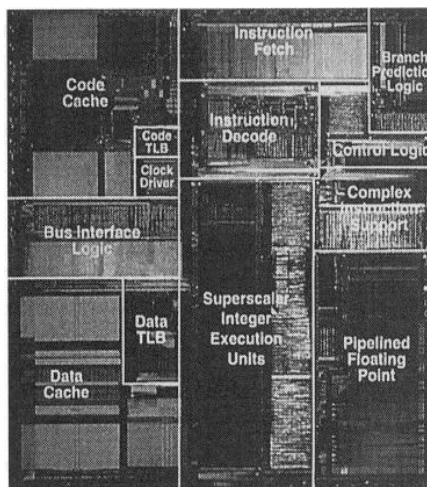 Instruction
Fetch
Branch
Prediction
Logic
Code
Cache
Code
TLB
Instruction
Decode
Control Logic
Clock
Driver
Complex
Instruction
Support
Bus Interface
Logic
Superscalar
Integer
Execution
Units
Data
TLB
Pipelined
Floating
Point
Data
Cache